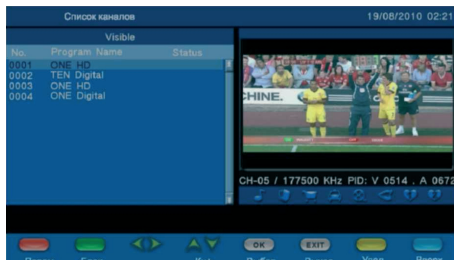 Список каналов 19/08/2010 02:21
Visible
No. Program Name Status
0001 ONE HD
0002 TEN Digital
0003 ONE HD
0004 ONE Digital
CHINE.
CH-05 / 177500 KHz PID: V 0514 . A 0672
OK EXIT